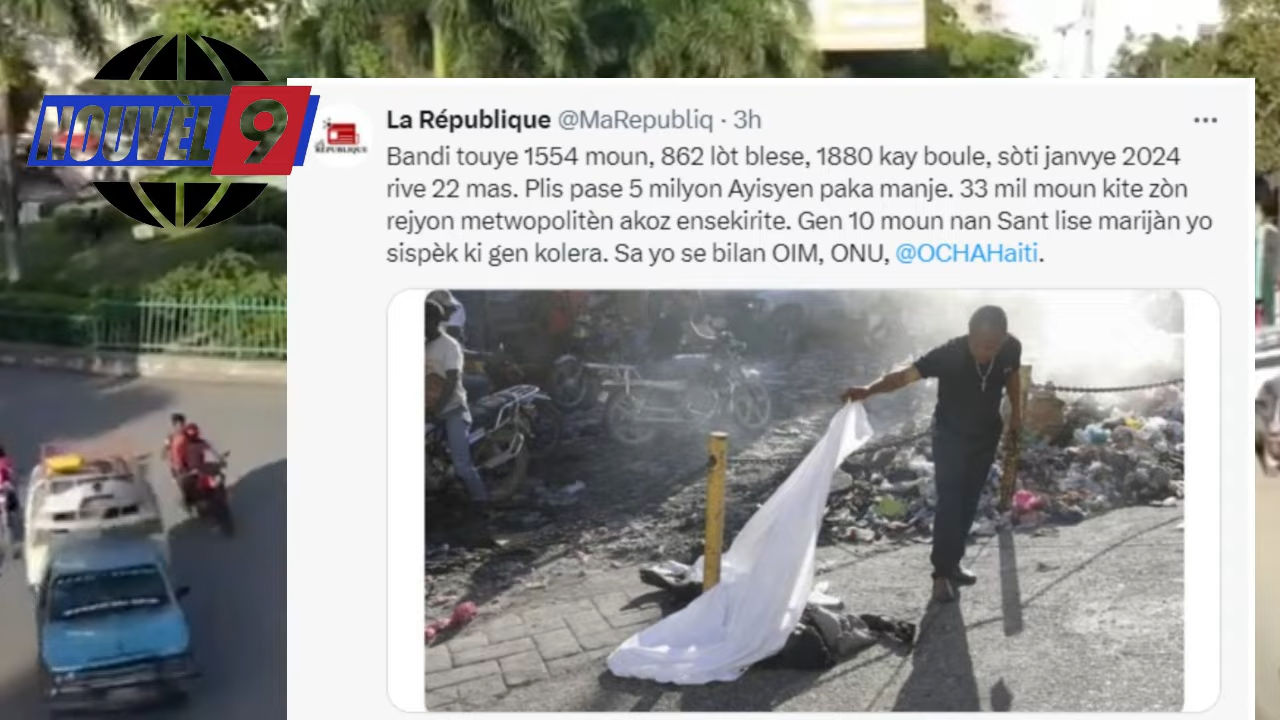 NOUVÈL 9
La République @MaRepubliq · 3h
RÉPUBLIQUE
Bandi touye 1554 moun, 862 lòt blese, 1880 kay boule, sòti janvye 2024
rive 22 mas. Plis pase 5 milyon Ayisyen paka manje. 33 mil moun kite zòn
rejyon metwopolitèn akoz ensekirite. Gen 10 moun nan Sant lise marijàn yo
sispèk ki gen kolera. Sa yo se bilan OIM, ONU, @OCHAHaiti.